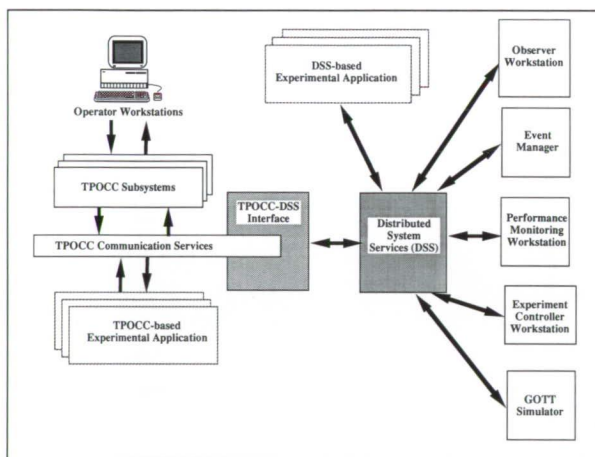 Operator Workstations
TPOCC Subsystems
TPOCC Communication Services
TPOCC-based
Experimental Application
TPOCC-DSS
Interface
DSS-based
Experimental Application
Distributed
System
Services (DSS)
Observer
Workstation
Event
Manager
Performance
Monitoring
Workstation
Experiment
Controller
Workstation
GOTT
Simulator